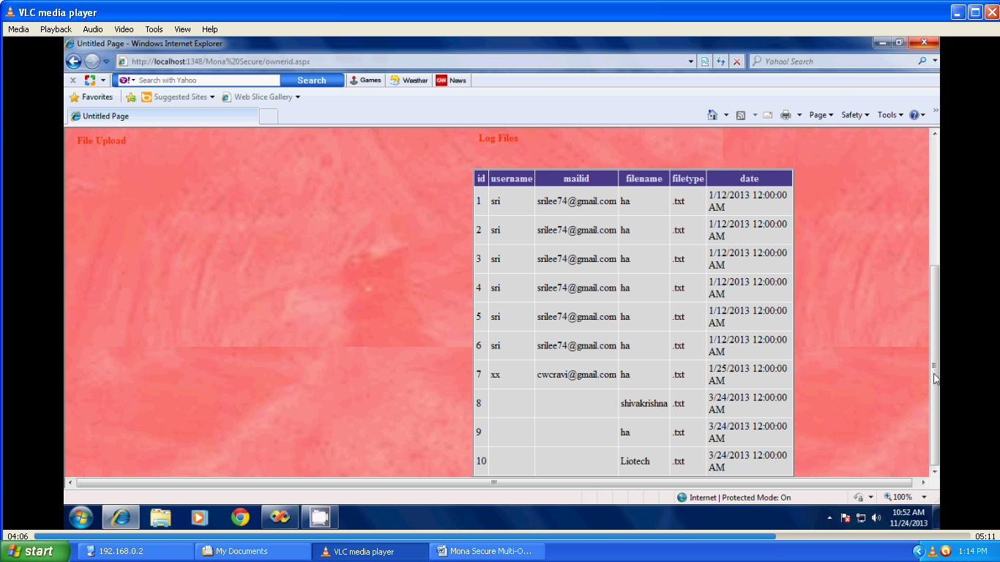 VLC media player
Media Playback Audio Video Tools View Help
Untitled Page - Windows Internet Explorer
http://localhost:1348/Mona%20Secure/ownerid.aspx
Yahoo! Search
Y! Search with Yahoo Search Games Weather CNN News
Favorites Suggested Sites Web Slice Gallery
Untitled Page
Page Safety Tools
File Upload
Log Files
id username mailid filename filetype date
1 sri srilee74@gmail.com ha .txt 1/12/2013 12:00:00
AM
2 sri srilee74@gmail.com ha .txt 1/12/2013 12:00:00
AM
3 sri srilee74@gmail.com ha .txt 1/12/2013 12:00:00
AM
4 sri srilee74@gmail.com ha .txt 1/12/2013 12:00:00
AM
5 sri srilee74@gmail.com ha .txt 1/12/2013 12:00:00
AM
6 sri srilee74@gmail.com ha .txt 1/12/2013 12:00:00
AM
7 xx cwcravi@gmail.com ha .txt 1/25/2013 12:00:00
AM
8 shivakrishna .txt 3/24/2013 12:00:00
AM
9 ha .txt 3/24/2013 12:00:00
AM
10 Liotech .txt 3/24/2013 12:00:00
AM
Internet | Protected Mode: On
100%
10:52 AM
11/24/2013
04:06 05:11
start 192.168.0.2 My Documents VLC media player Mona Secure Multi-O... 1:14 PM